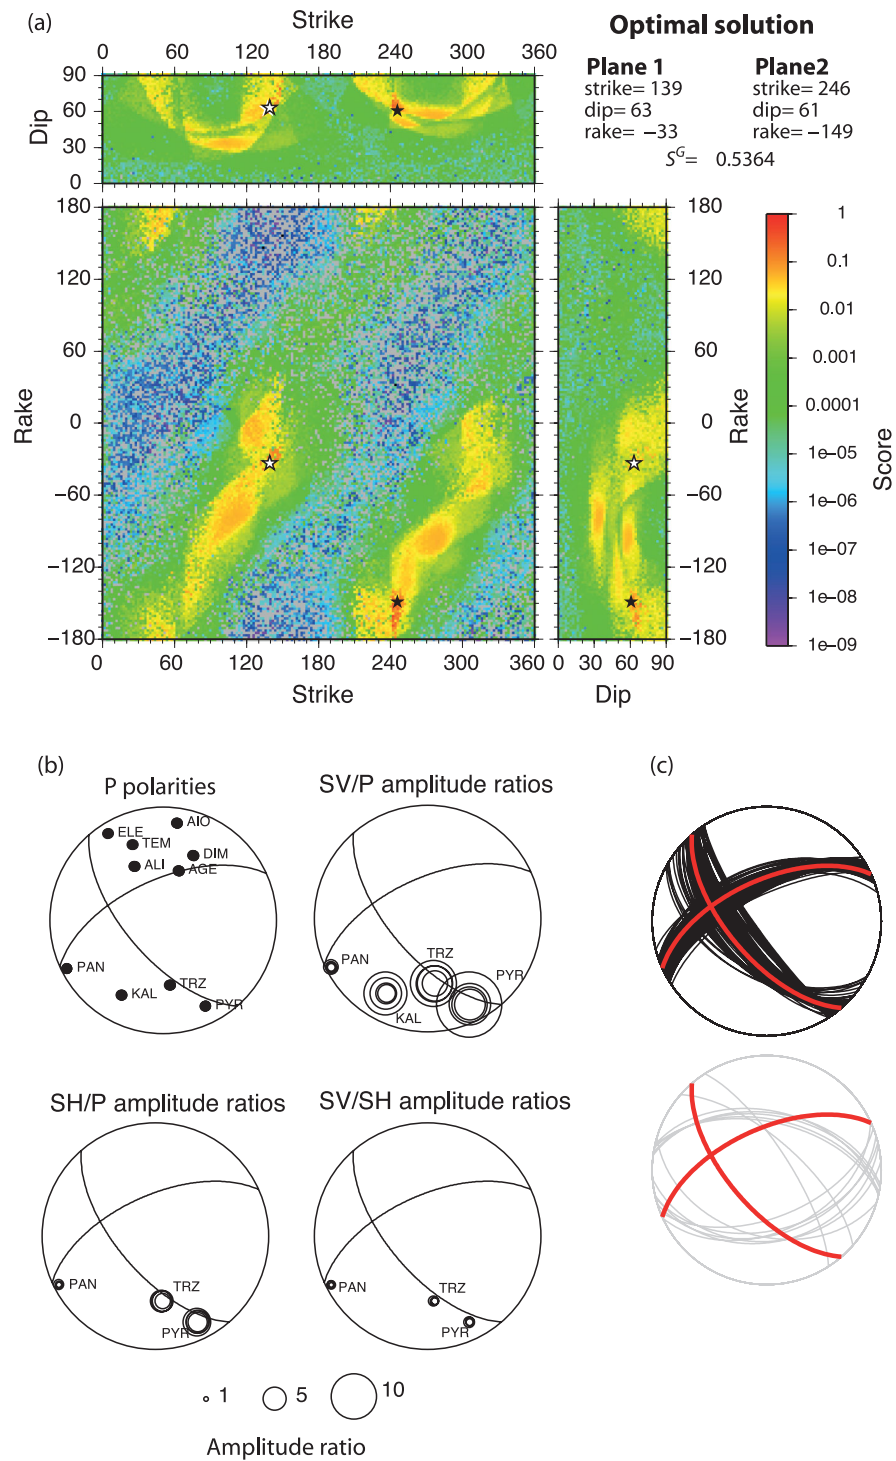 (a)
Strike
0 60 120 180 240 300 360
90
60
30
0
Dip
Optimal solution
Plane 1
strike= 139
dip= 63
rake= −33
Plane2
strike= 246
dip= 61
rake= −149
S^G= 0.5364
180
120
60
0
−60
−120
−180
Rake
0 60 120 180 240 300 360
Strike
180
120
60
0
−60
−120
−180
Rake
0 30 60 90
Dip
1
0.1
0.01
0.001
0.0001
1e−05
1e−06
1e−07
1e−08
1e−09
Score
(b)
P polarities
ELE
AIO
TEM
DIM
ALI
AGE
PAN
TRZ
KAL
PYR
SV/P amplitude ratios
PAN
TRZ
PYR
KAL
(c)
SH/P amplitude ratios
PAN
TRZ
PYR
SV/SH amplitude ratios
PAN
TRZ
PYR
1 5 10
Amplitude ratio